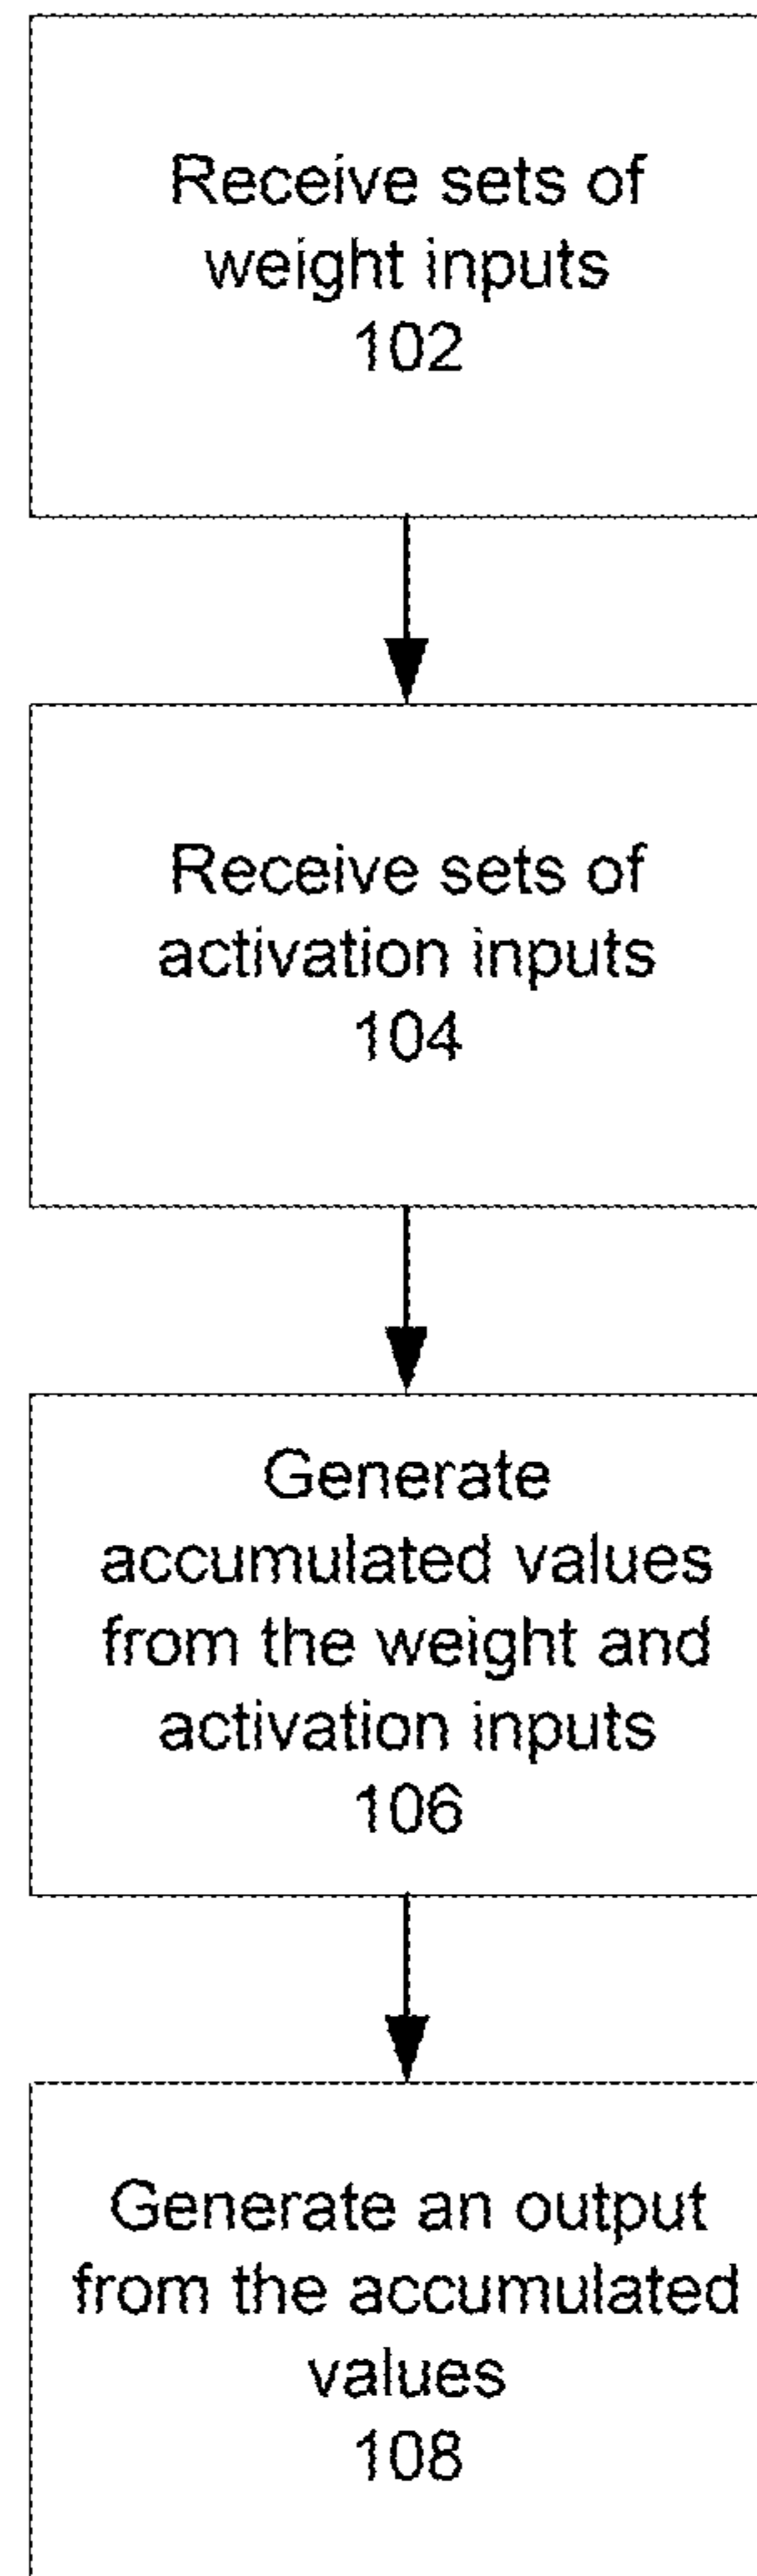 Receive sets of
weight inputs
102
Receive sets of
activation inputs
104
Generate
accumulated values
from the weight and
activation inputs
106
Generate an output
from the accumulated
values
108